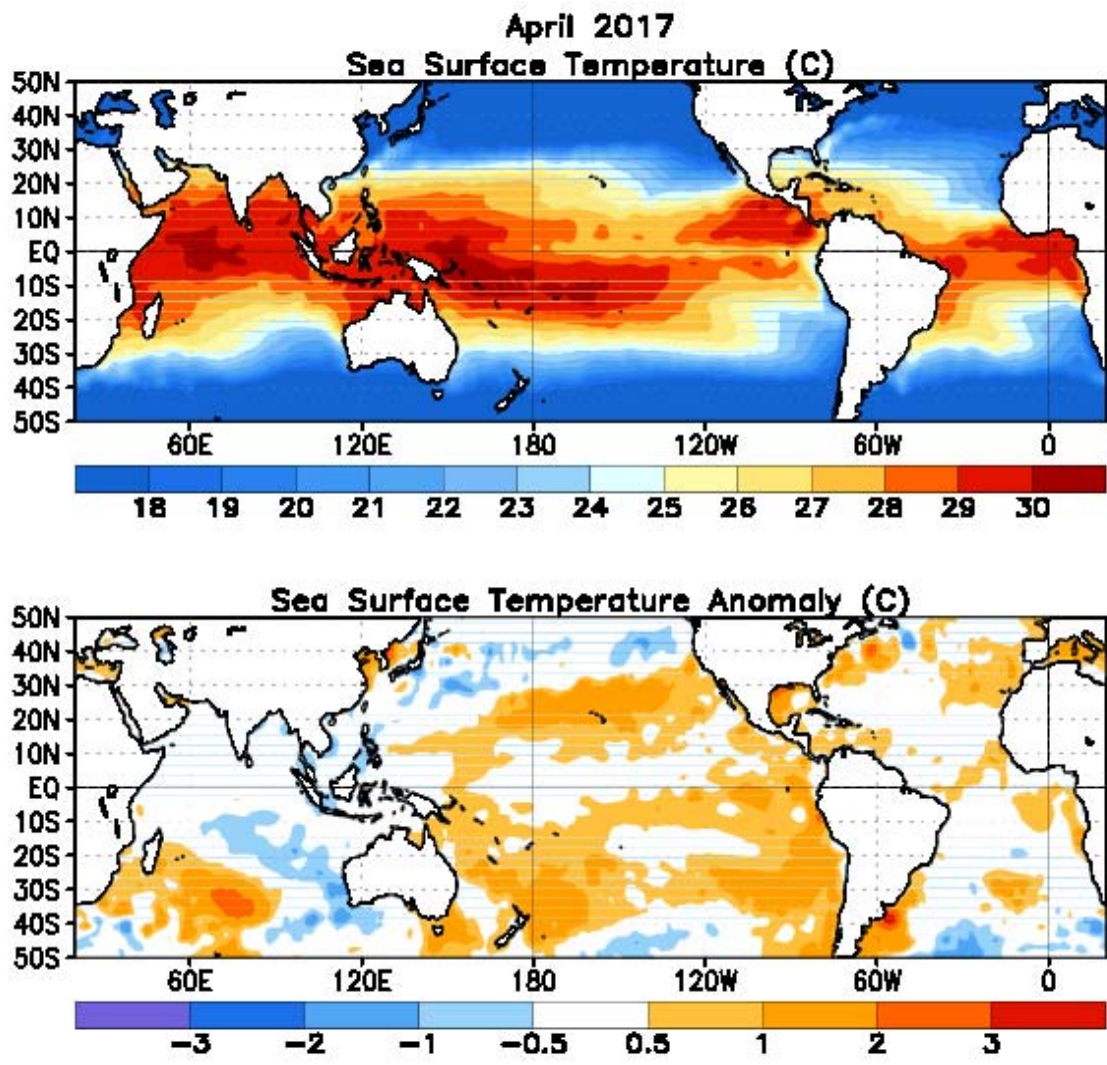 April 2017
Sea Surface Temperature (C)
50N
40N
30N
20N
10N
EQ
10S
20S
30S
40S
50S
60E 120E 180 120W 60W 0
18 19 20 21 22 23 24 25 26 27 28 29 30
Sea Surface Temperature Anomaly (C)
50N
40N
30N
20N
10N
EQ
10S
20S
30S
40S
50S
60E 120E 180 120W 60W 0
-3 -2 -1 -0.5 0.5 1 2 3